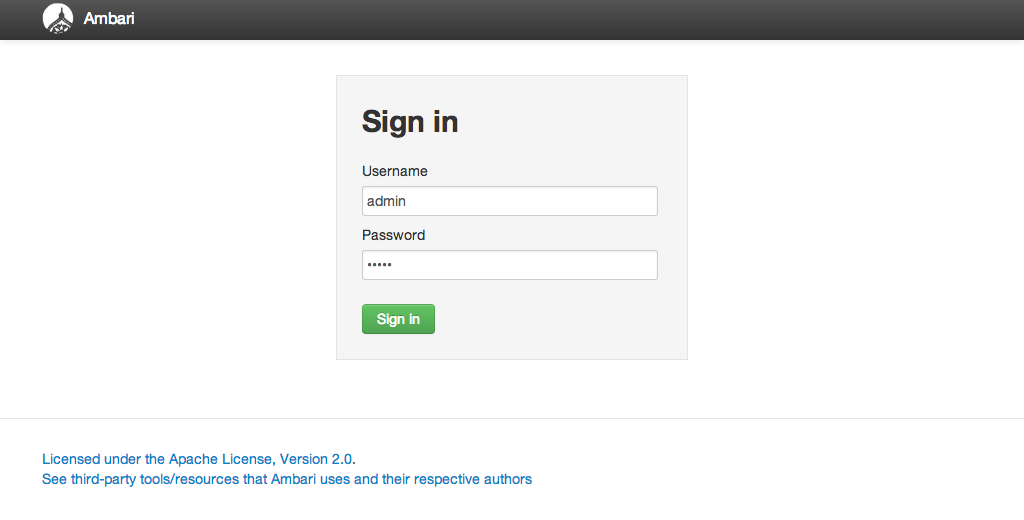 Ambari
Sign in
Username
admin
Password
•••••
Sign in
Licensed under the Apache License, Version 2.0.
See third-party tools/resources that Ambari uses and their respective authors